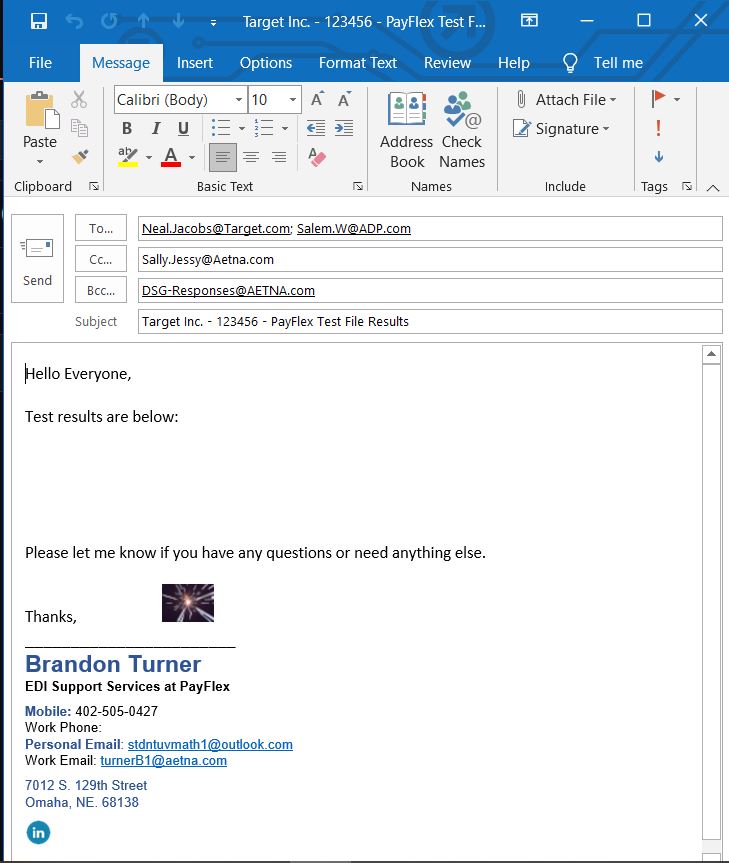 Target Inc. - 123456 - PayFlex Test F...
File Message Insert Options Format Text Review Help Tell me
Calibri (Body) 10
Paste
B I U
ab A
Address Book
Check Names
Attach File
Signature
Clipboard Basic Text Names Include Tags
Send
To... Neal.Jacobs@Target.com; Salem.W@ADP.com
Cc... Sally.Jessy@Aetna.com
Bcc... DSG-Responses@AETNA.com
Subject Target Inc. - 123456 - PayFlex Test File Results
Hello Everyone,
Test results are below:
Please let me know if you have any questions or need anything else.
Thanks,
Brandon Turner
EDI Support Services at PayFlex
Mobile: 402-505-0427
Work Phone:
Personal Email: stdntuvmath1@outlook.com
Work Email: turnerB1@aetna.com
7012 S. 129th Street
Omaha, NE. 68138
in